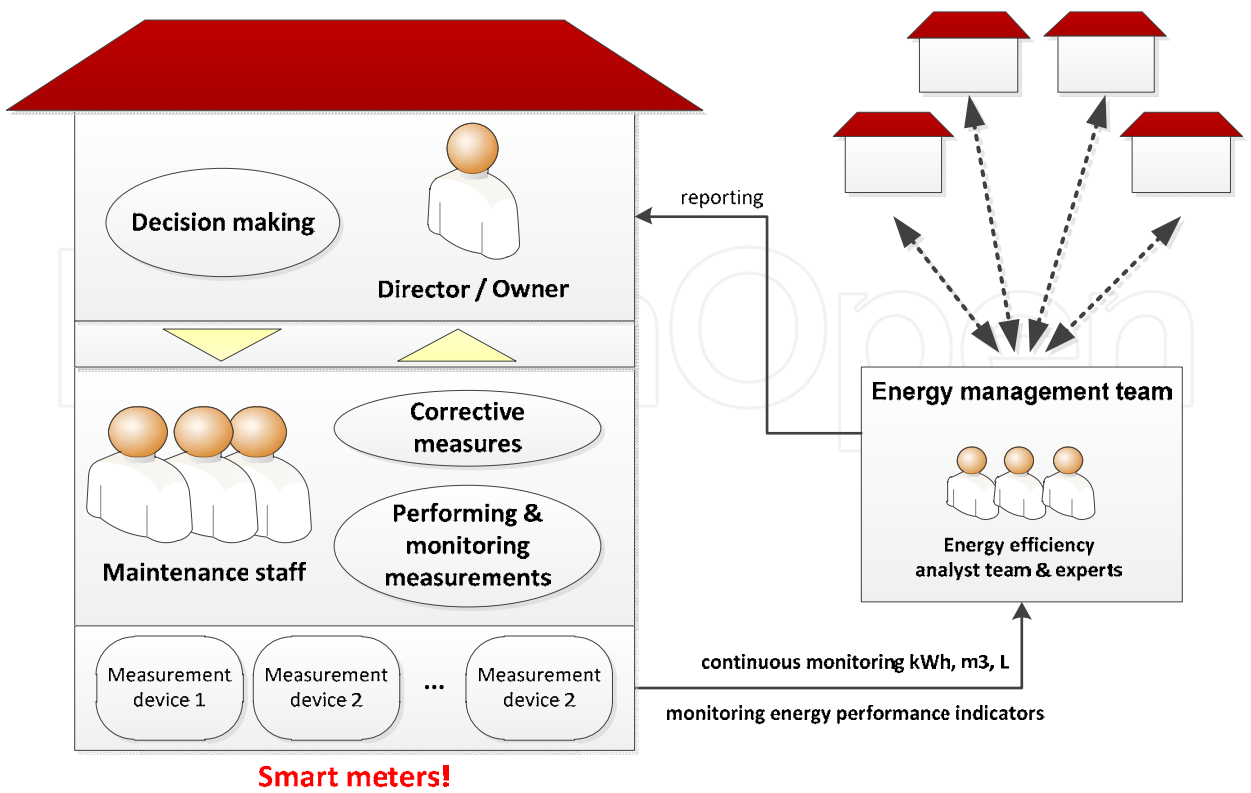 Decision making
Director / Owner
reporting
Corrective
measures
Performing &
monitoring
measurements
Maintenance staff
Energy management team
Energy efficiency
analyst team & experts
Measurement
device 1
Measurement
device 2
...
Measurement
device 2
continuous monitoring kWh, m3, L
monitoring energy performance indicators
Smart meters!